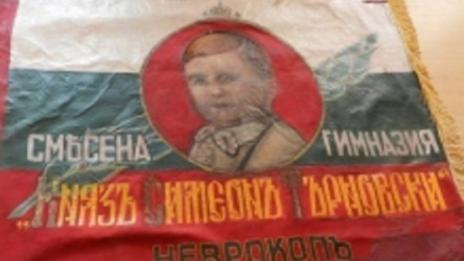 СМѢСЕНА ГИМНАЗИЯ
„КНЯЗЪ СИМЕОНЪ ТЪРНОВСКИ“
НЕВРОКОПЪ